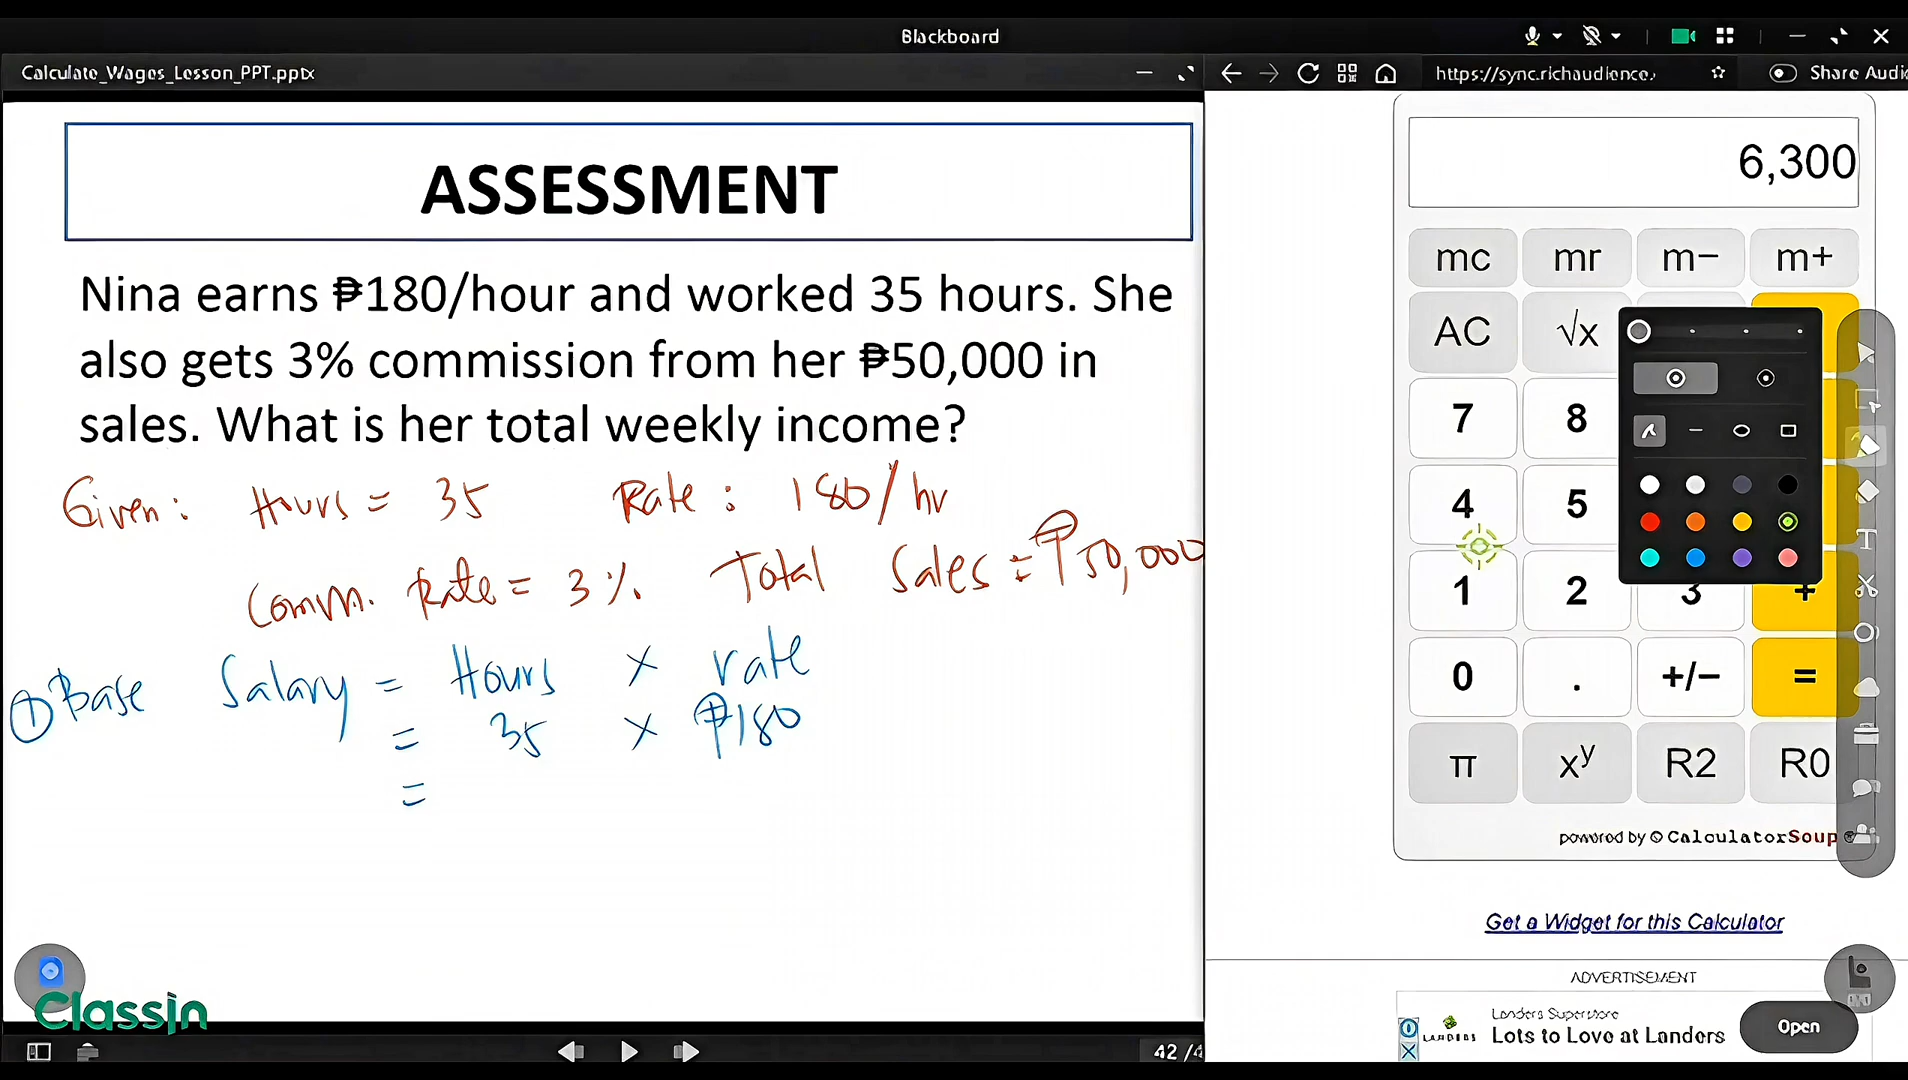 Blackboard
Calculate_Wages_Lesson_PPT.pptx
https://sync.richaudience.
Share Audi
ASSESSMENT
Nina earns ₱180/hour and worked 35 hours. She
also gets 3% commission from her ₱50,000 in
sales. What is her total weekly income?
Given: Hours = 35 Rate: 180/hr
Comm. Rate = 3% Total Sales = ₱50,000
① Base Salary = Hours × rate
= 35 × ₱180
=
6,300
mc mr m− m+
AC √x
7 8
4 5
1 2 3 +
0 . +/− =
π xʸ R2 R0
powered by © CalculatorSoup ®
Get a Widget for this Calculator
ADVERTISEMENT
LANDERS
Landers Superstore
Lots to Love at Landers
Open
ClassIn
42 /4